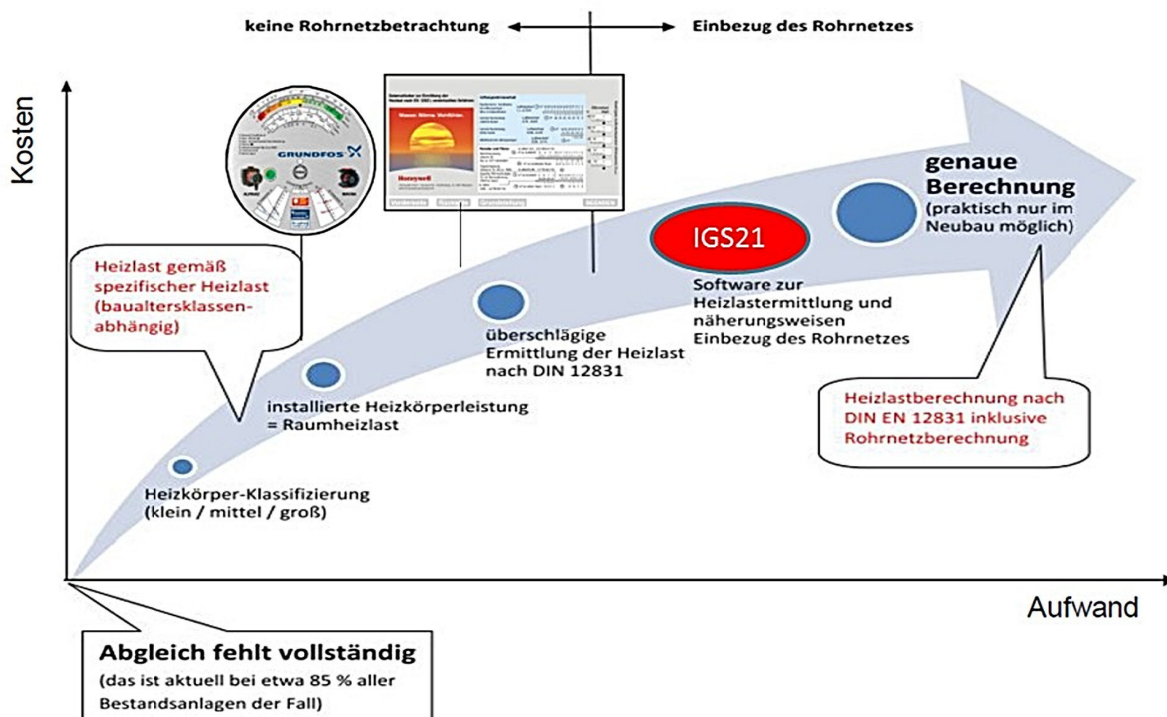 keine Rohrnetzbetrachtung
Einbezug des Rohrnetzes
Kosten
GRUNDFOS
Honeywell
Vorderseite
Rückseite
BEENDEN
genaue
Berechnung
(praktisch nur im
Neubau möglich)
IGS21
Software zur
Heizlastermittlung und
näherungsweisen
Einbezug des Rohrnetzes
Heizlast gemäß
spezifischer Heizlast
(baualtersklassen-
abhängig)
überschlägige
Ermittlung der Heizlast
nach DIN 12831
installierte Heizkörperleistung
= Raumheizlast
Heizlastberechnung nach
DIN EN 12831 inklusive
Rohrnetzberechnung
Heizkörper-Klassifizierung
(klein / mittel / groß)
Aufwand
Abgleich fehlt vollständig
(das ist aktuell bei etwa 85 % aller
Bestandsanlagen der Fall)